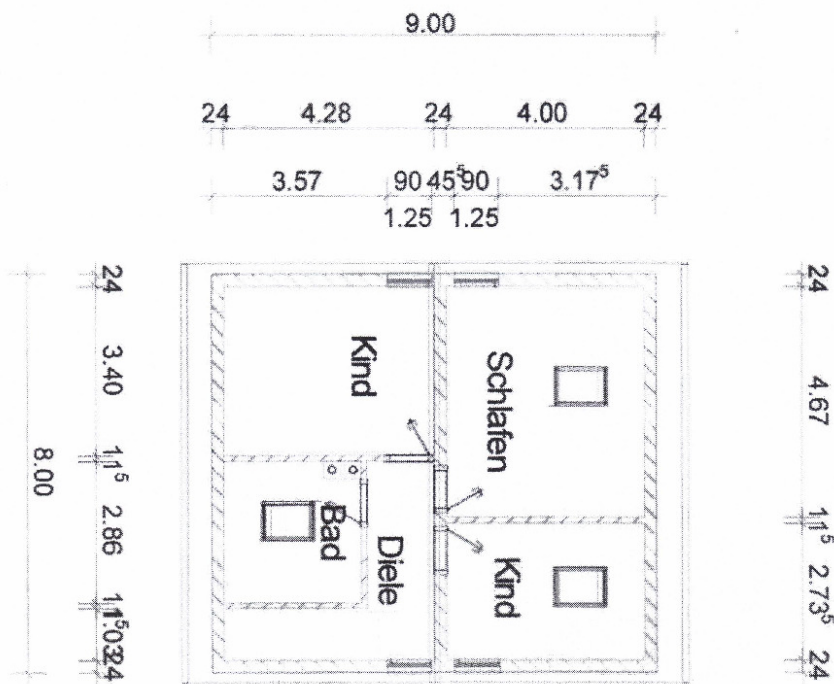 9.00
24 4.28 24 4.00 24
3.57 90 45⁵ 90 3.17⁵
1.25 1.25
24 3.40 11⁵ 2.86 11⁵ 1.03 24
8.00
24 4.67 11⁵ 2.73⁵ 24
Kind
Schlafen
Bad
Diele
Kind